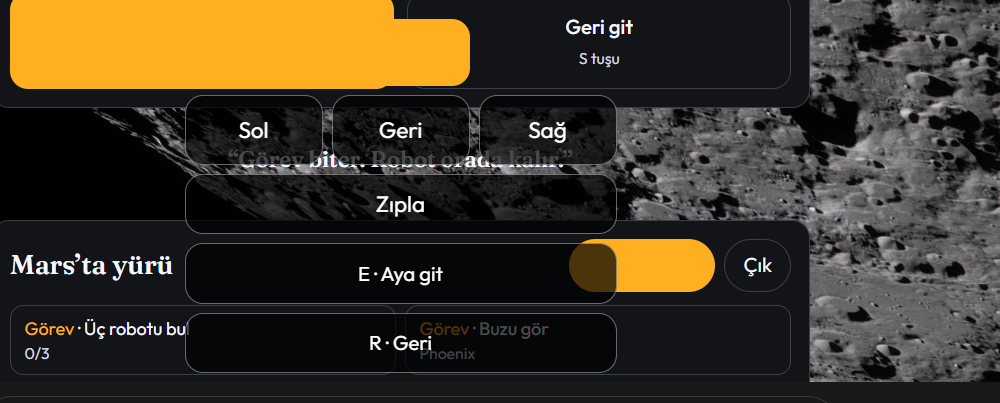 Geri git
S tuşu
Sol
Geri
Sağ
“Görev biter. Robot orada kalır.”
Zıpla
Mars’ta yürü
E · Aya git
Çık
Görev · Üç robotu bul
0/3
Görev · Buzu gör
Phoenix
R · Geri